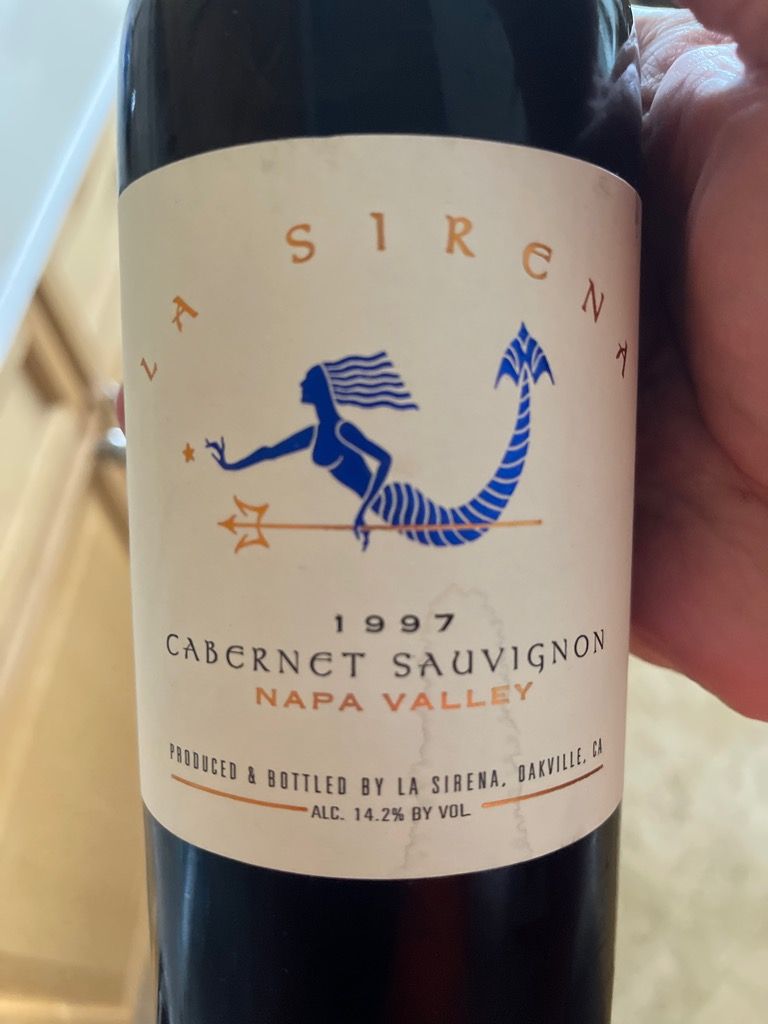 LA SIRENA
1997
CABERNET SAUVIGNON
NAPA VALLEY
PRODUCED & BOTTLED BY LA SIRENA, OAKVILLE, CA
ALC. 14.2% BY VOL